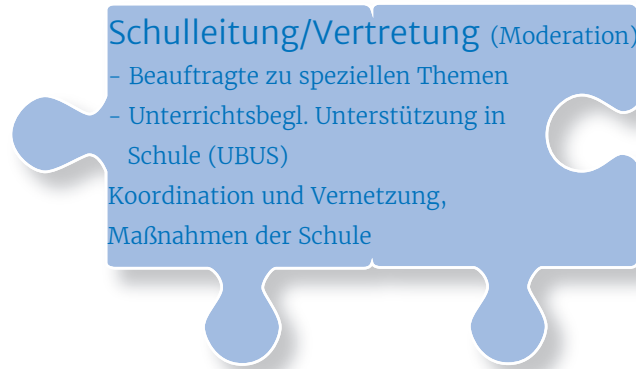 Schulleitung/Vertretung (Moderation)
- Beauftragte zu speziellen Themen
- Unterrichtsbegl. Unterstützung in
Schule (UBUS)
Koordination und Vernetzung,
Maßnahmen der Schule